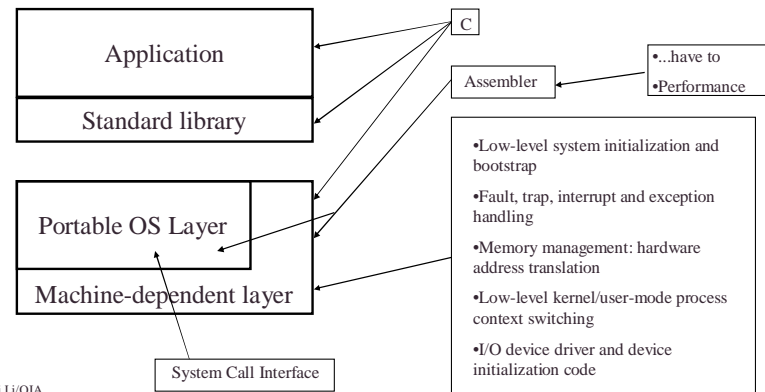 Application
Standard library
Portable OS Layer
Machine-dependent layer
System Call Interface
C
Assembler
•...have to
•Performance
•Low-level system initialization and
bootstrap
•Fault, trap, interrupt and exception
handling
•Memory management: hardware
address translation
•Low-level kernel/user-mode process
context switching
•I/O device driver and device
initialization code
Li/OJA